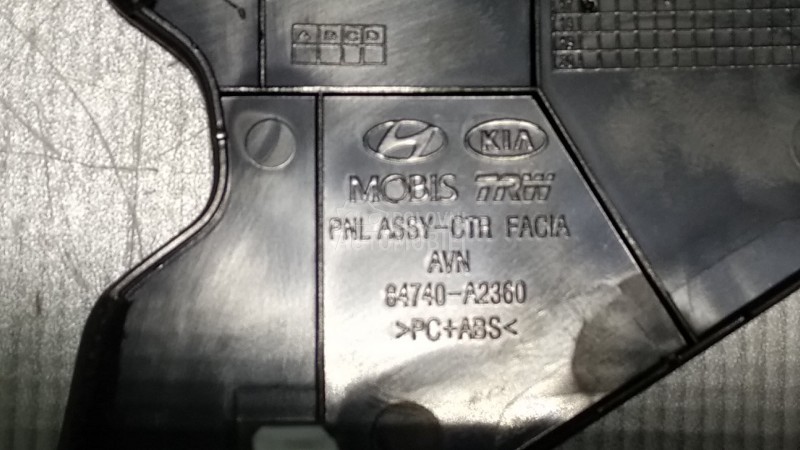 A B C D
KIA
MOBIS TRW
PNL ASSY-CTR FACIA
AVN
84740-A2360
>PC+ABS<